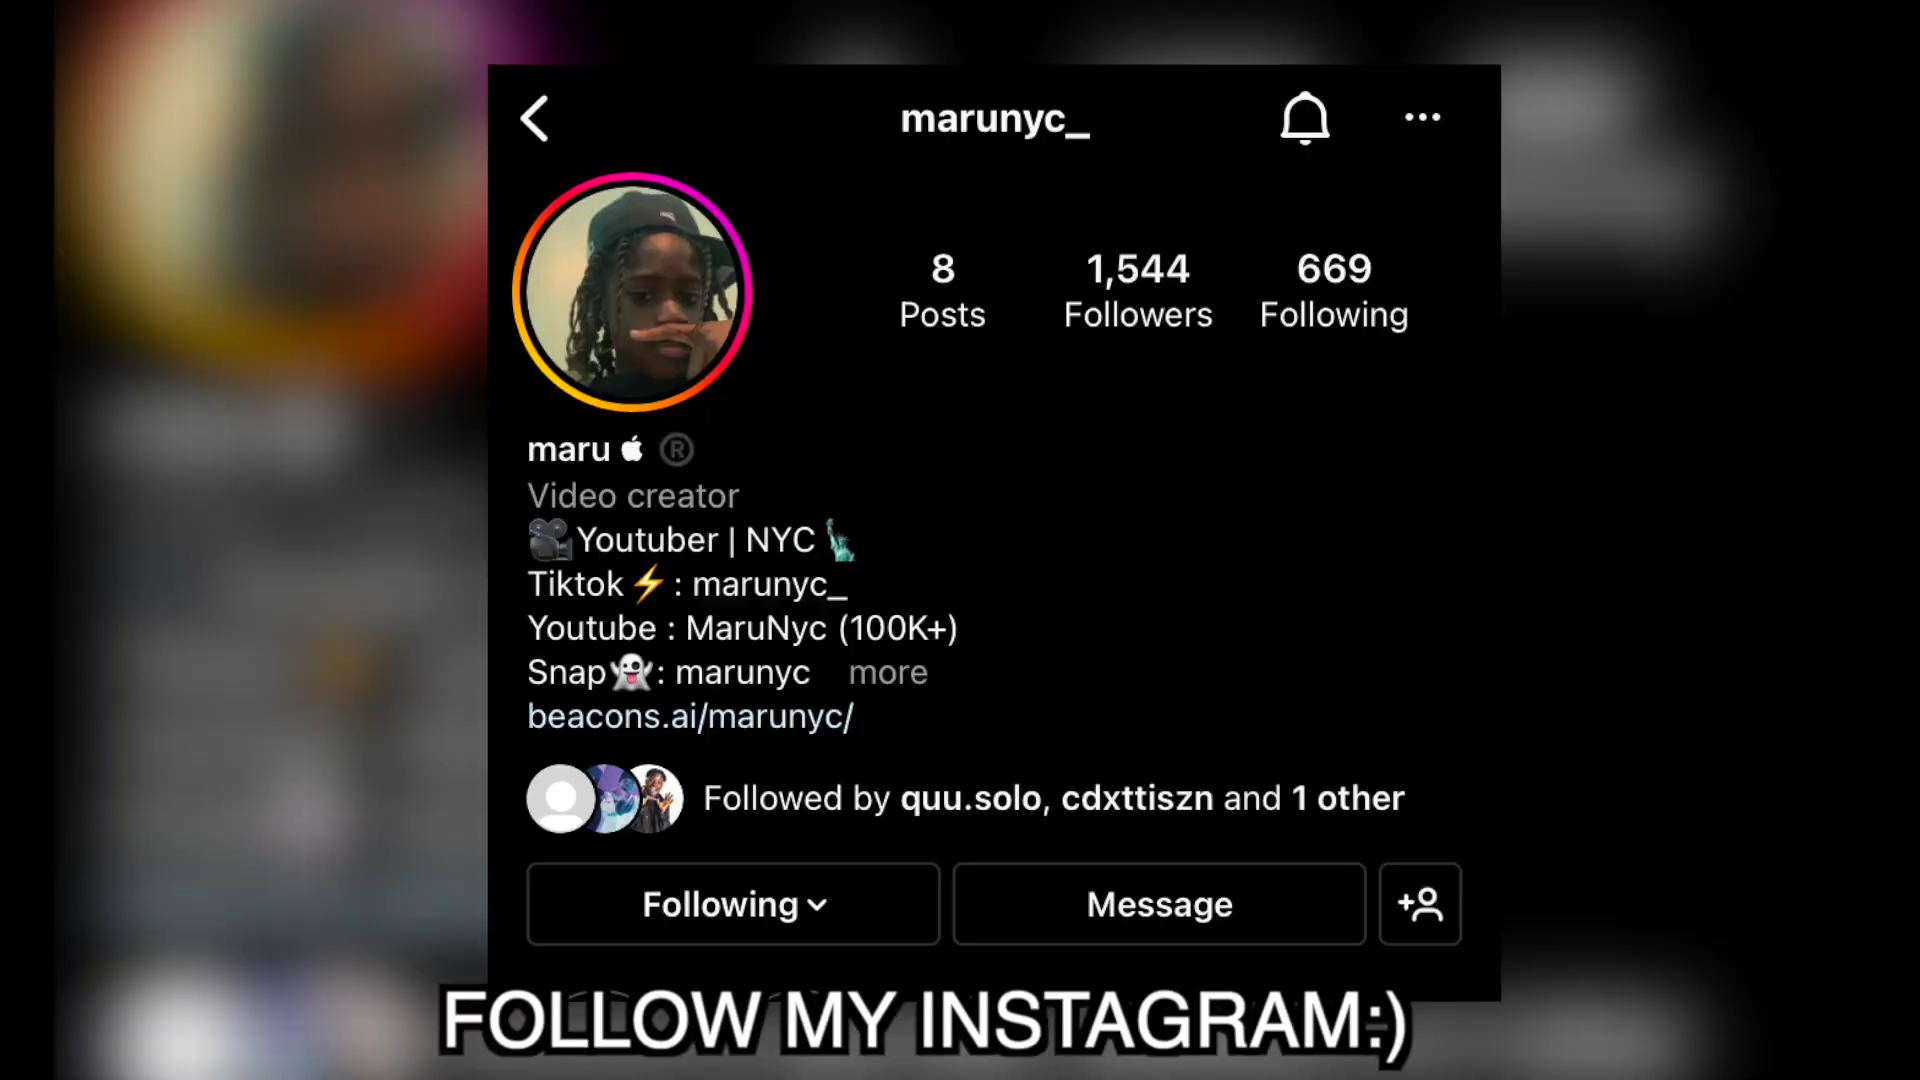 marunyc_
8 1,544 669
Posts Followers Following
maru  ®
Video creator
🎥Youtuber | NYC🗽
Tiktok⚡ : marunyc_
Youtube : MaruNyc (100K+)
Snap👻: marunyc more
beacons.ai/marunyc/
Followed by quu.solo, cdxttiszn and 1 other
Following Message
FOLLOW MY INSTAGRAM:)